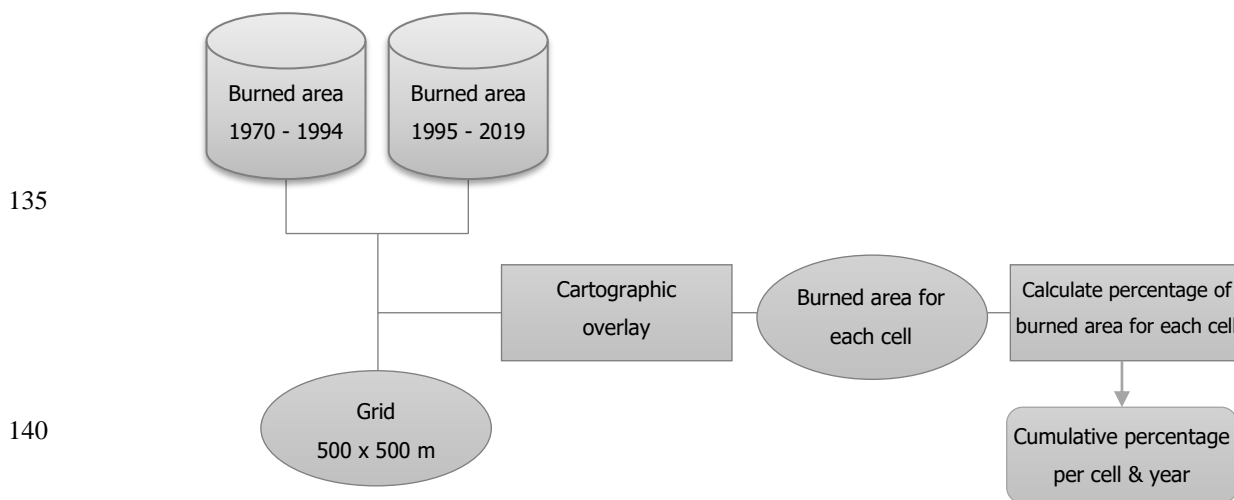 Burned area
1970 - 1994
Burned area
1995 - 2019
135
Cartographic
overlay
Burned area for
each cell
Calculate percentage of
burned area for each cell
Grid
500 x 500 m
140
Cumulative percentage
per cell & year